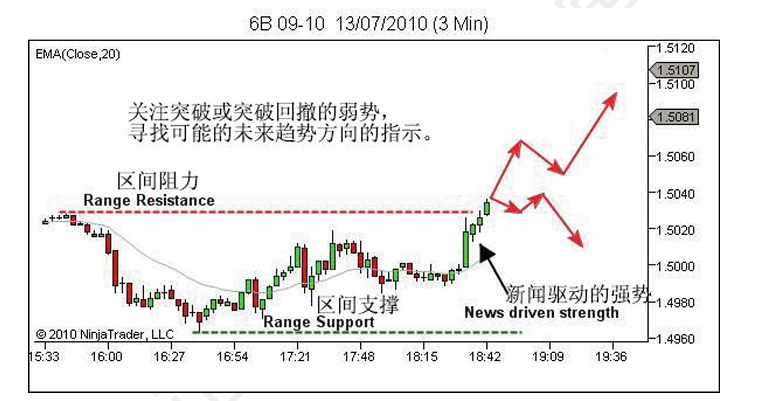 6B 09-10 13/07/2010 (3 Min)
EMA(Close,20)
1.5120
1.5107
1.5100
关注突破或突破回撤的弱势，
1.5081
寻找可能的未来趋势方向的指示。
1.5060
区间阻力
1.5040
Range Resistance
1.5020
1.5000
新闻驱动的强势
区间支撑
1.4980
News driven strength
Range Support
© 2010 NinjaTrader, LLC
1.4960
15:33 16:00 16:27 16:54 17:21 17:48 18:15 18:42 19:09 19:36